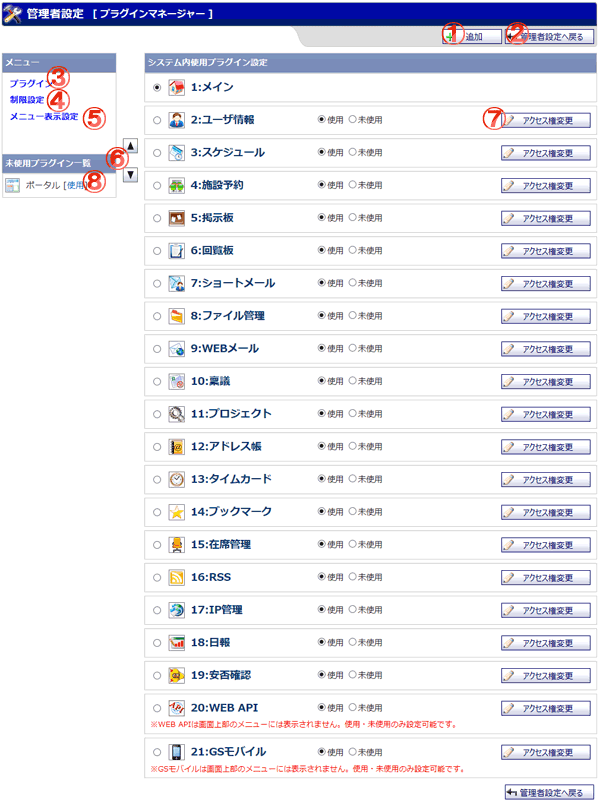 管理者設定 [ プラグインマネージャー ]
① 追加 ② 管理者設定へ戻る
メニュー
プラグイン ③
制限設定 ④
メニュー表示設定 ⑤
⑥
▲
▼
未使用プラグイン一覧
ポータル [使用] ⑧
システム内使用プラグイン設定
1:メイン
2:ユーザ情報 使用 未使用 ⑦ アクセス権変更
3:スケジュール 使用 未使用 アクセス権変更
4:施設予約 使用 未使用 アクセス権変更
5:掲示板 使用 未使用 アクセス権変更
6:回覧板 使用 未使用 アクセス権変更
7:ショートメール 使用 未使用 アクセス権変更
8:ファイル管理 使用 未使用 アクセス権変更
9:WEBメール 使用 未使用 アクセス権変更
10:稟議 使用 未使用 アクセス権変更
11:プロジェクト 使用 未使用 アクセス権変更
12:アドレス帳 使用 未使用 アクセス権変更
13:タイムカード 使用 未使用 アクセス権変更
14:ブックマーク 使用 未使用 アクセス権変更
15:在席管理 使用 未使用 アクセス権変更
16:RSS 使用 未使用 アクセス権変更
17:IP管理 使用 未使用 アクセス権変更
18:日報 使用 未使用 アクセス権変更
19:安否確認 使用 未使用 アクセス権変更
20:WEB API 使用 未使用 アクセス権変更
※WEB APIは画面上部のメニューには表示されません。使用・未使用のみ設定可能です。
21:GSモバイル 使用 未使用 アクセス権変更
※GSモバイルは画面上部のメニューには表示されません。使用・未使用のみ設定可能です。
管理者設定へ戻る